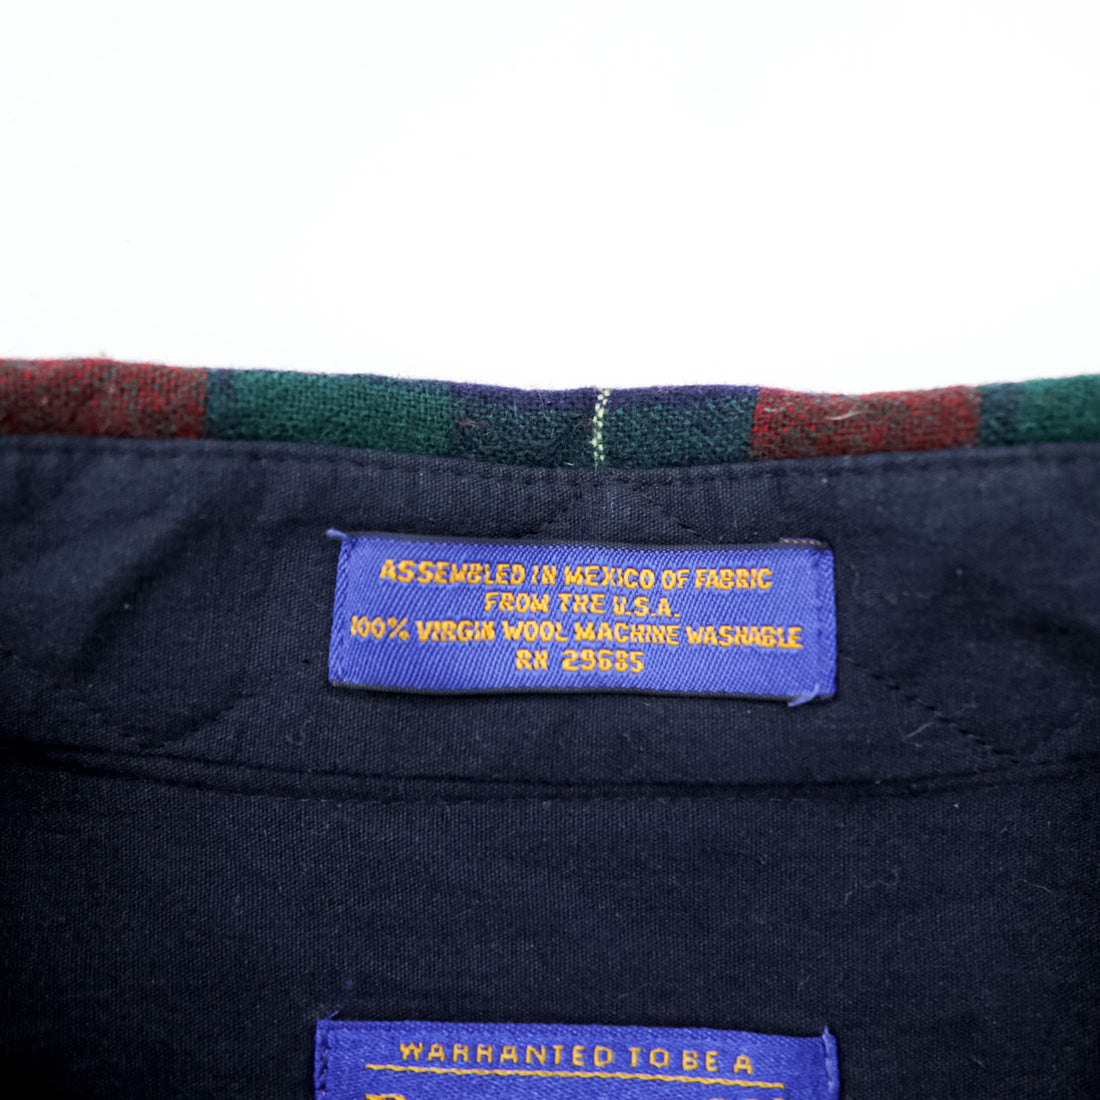 ASSEMBLED IN MEXICO OF FABRIC
FROM THE U.S.A.
100% VIRGIN WOOL MACHINE WASHABLE
RN 29685
WARRANTED TO BE A